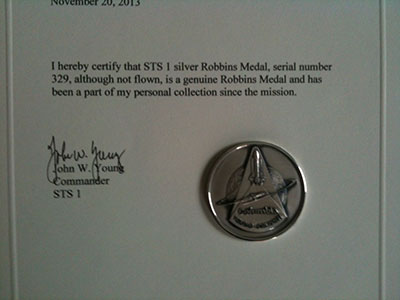 November 20, 2013
I hereby certify that STS 1 silver Robbins Medal, serial number
329, although not flown, is a genuine Robbins Medal and has
been a part of my personal collection since the mission.
John W. Young
John W. Young
Commander
STS 1